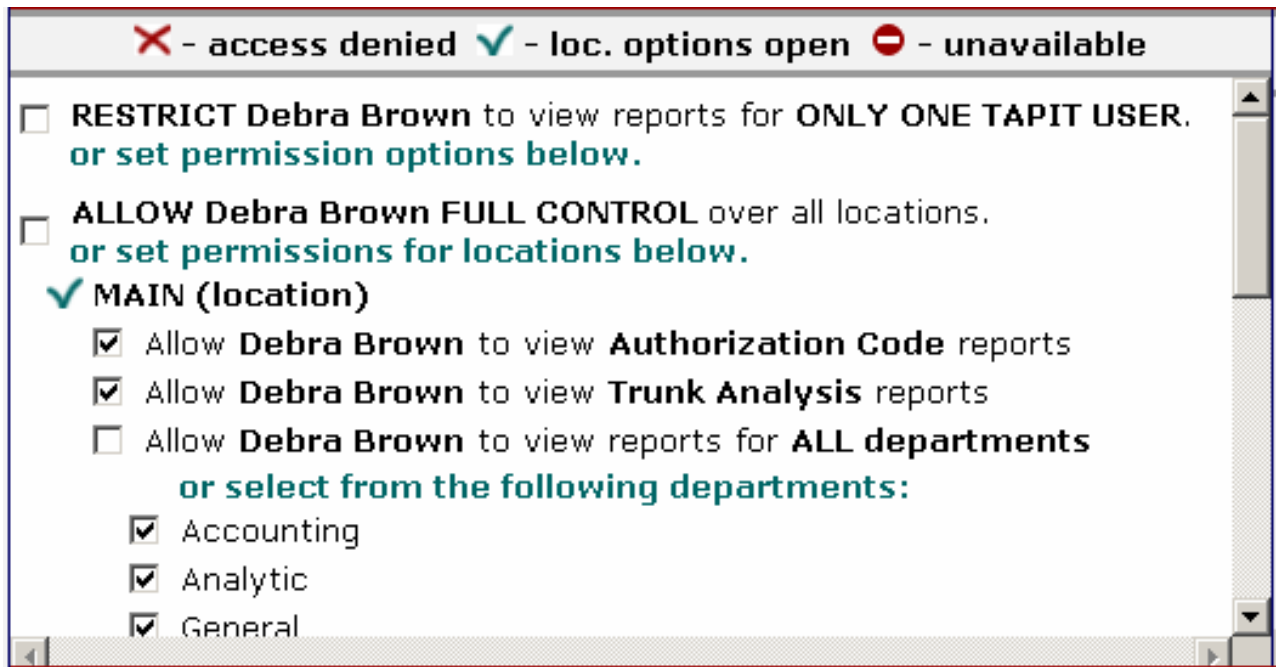 - access denied - loc. options open - unavailable
RESTRICT Debra Brown to view reports for ONLY ONE TAPIT USER.
or set permission options below.
ALLOW Debra Brown FULL CONTROL over all locations.
or set permissions for locations below.
MAIN (location)
Allow Debra Brown to view Authorization Code reports
Allow Debra Brown to view Trunk Analysis reports
Allow Debra Brown to view reports for ALL departments
or select from the following departments:
Accounting
Analytic
General